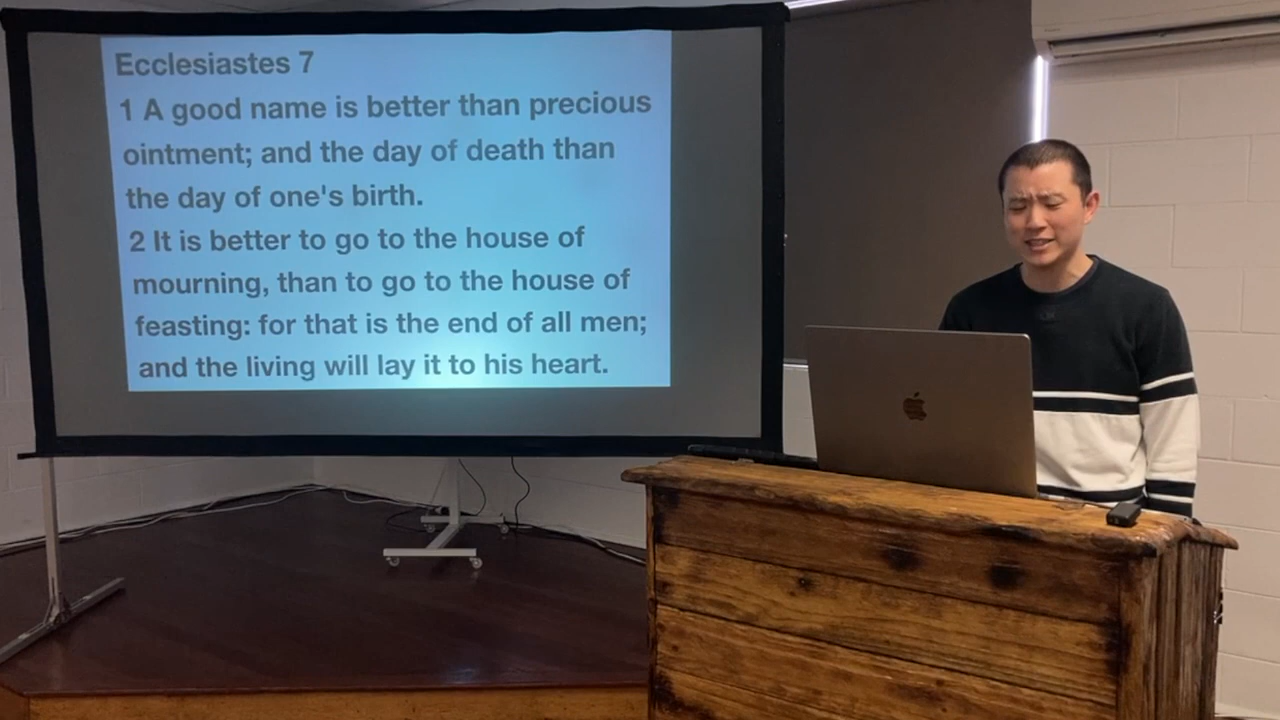 Ecclesiastes 7
1 A good name is better than precious
ointment; and the day of death than
the day of one's birth.
2 It is better to go to the house of
mourning, than to go to the house of
feasting: for that is the end of all men;
and the living will lay it to his heart.